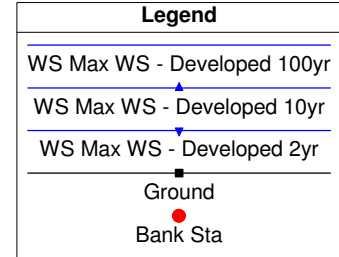 Legend
WS Max WS - Developed 100yr
WS Max WS - Developed 10yr
WS Max WS - Developed 2yr
Ground
Bank Sta